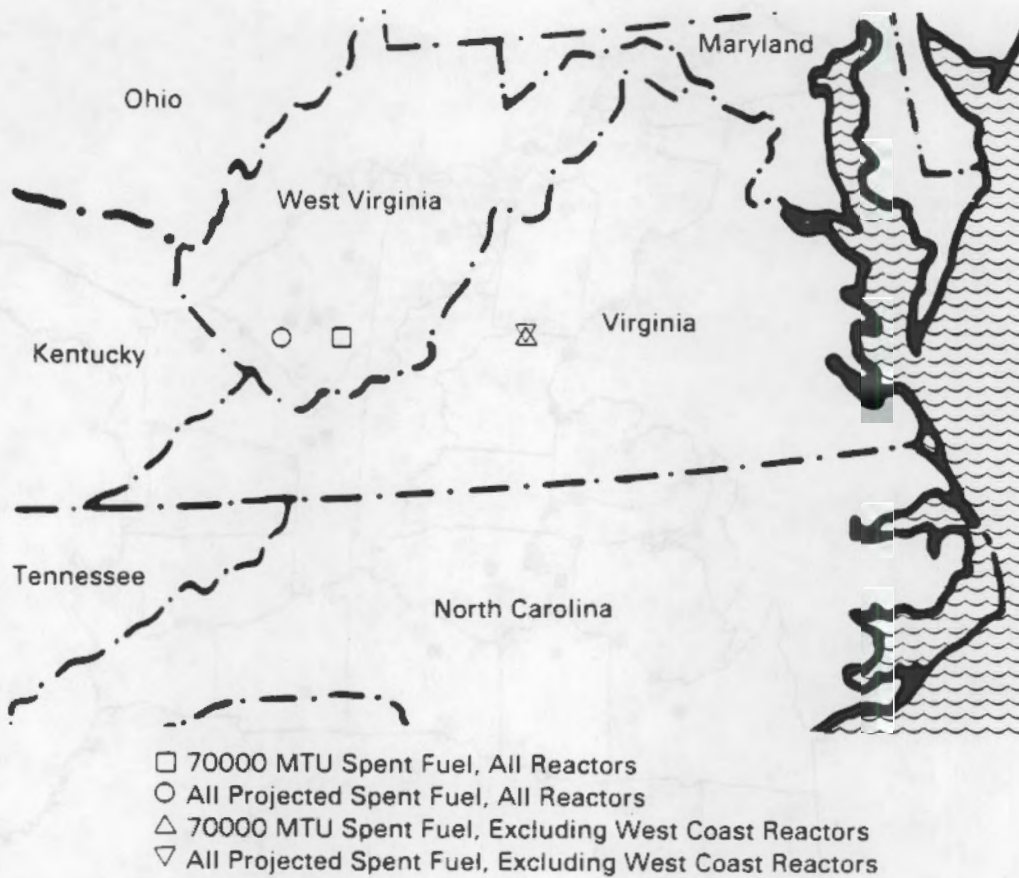 Maryland
Ohio
West Virginia
Virginia
Kentucky
Tennessee
North Carolina
□ 70000 MTU Spent Fuel, All Reactors
○ All Projected Spent Fuel, All Reactors
△ 70000 MTU Spent Fuel, Excluding West Coast Reactors
▽ All Projected Spent Fuel, Excluding West Coast Reactors